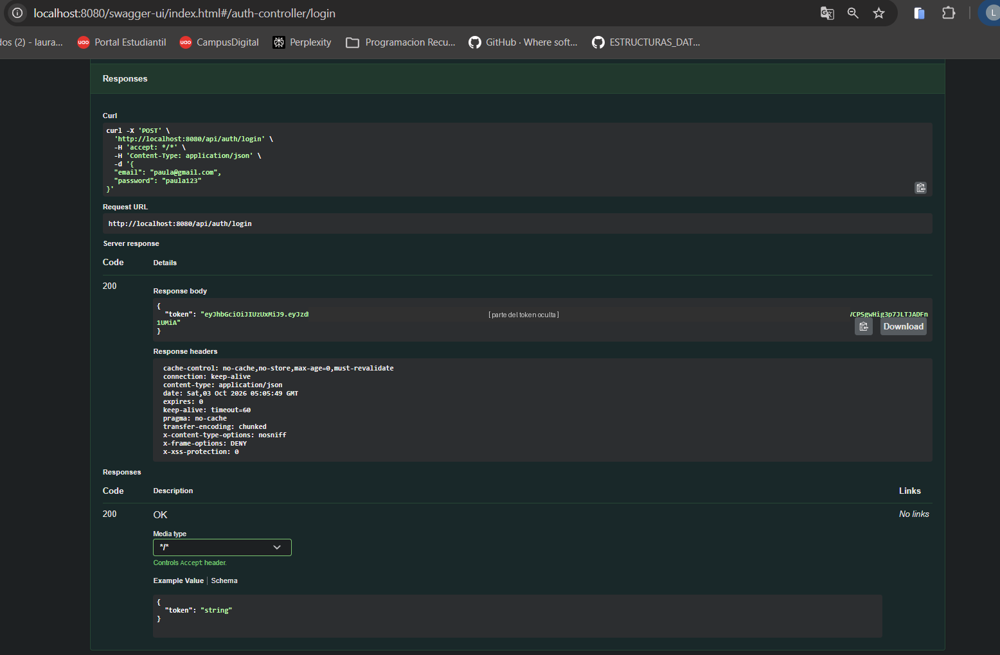 localhost:8080/swagger-ui/index.html#/auth-controller/login
L
dos (2) - laura...
uao Portal Estudiantil
uao CampusDigital
Perplexity
Programacion Recu...
GitHub · Where soft...
ESTRUCTURAS_DAT...
Responses
Curl
curl -X 'POST' \
'http://localhost:8080/api/auth/login' \
-H 'accept: */*' \
-H 'Content-Type: application/json' \
-d '{
"email": "paula@gmail.com",
"password": "paula123"
}'
Request URL
http://localhost:8080/api/auth/login
Server response
Code Details
200
Response body
{
"token": "eyJhbGciOiJIUzUxMiJ9.eyJzd [parte del token oculta] /CPSgwHig3p7JLTJADFn
1UMiA"
}
Download
Response headers
cache-control: no-cache,no-store,max-age=0,must-revalidate
connection: keep-alive
content-type: application/json
date: Sat,03 Oct 2026 05:05:49 GMT
expires: 0
keep-alive: timeout=60
pragma: no-cache
transfer-encoding: chunked
x-content-type-options: nosniff
x-frame-options: DENY
x-xss-protection: 0
Responses
Code Description Links
200 OK No links
Media type
*/*
Controls Accept header.
Example Value | Schema
{
"token": "string"
}